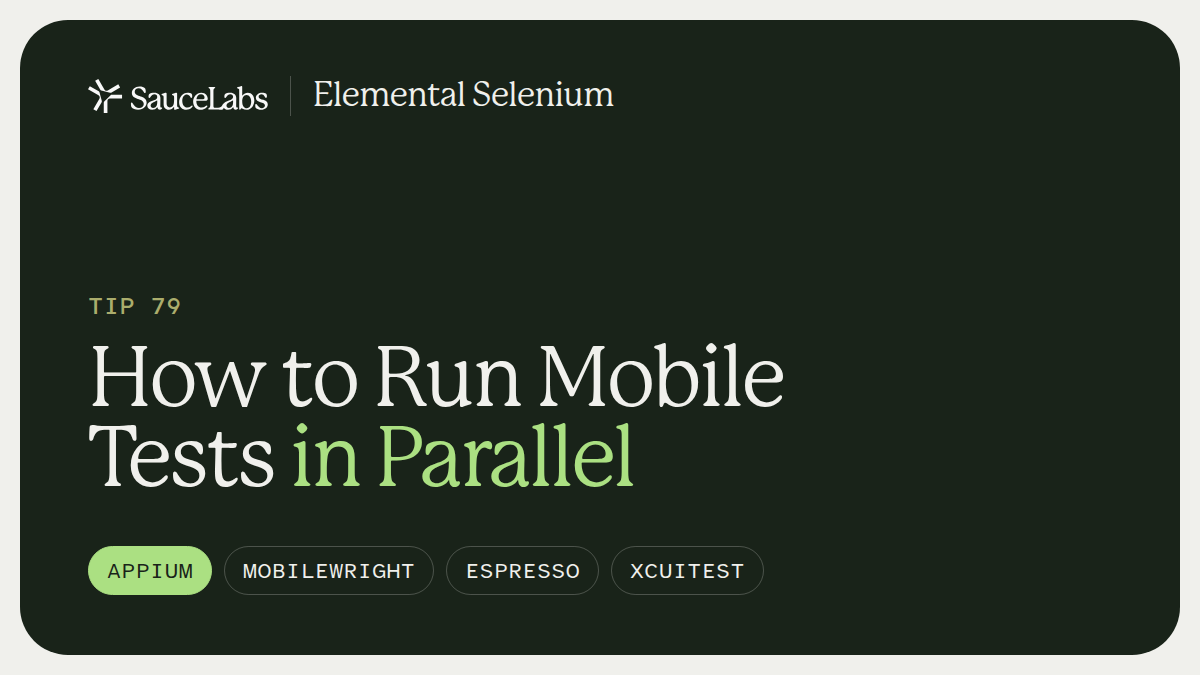 SauceLabs
Elemental Selenium
TIP 79
How to Run Mobile
Tests in Parallel
APPIUM
MOBILEWRIGHT
ESPRESSO
XCUITEST